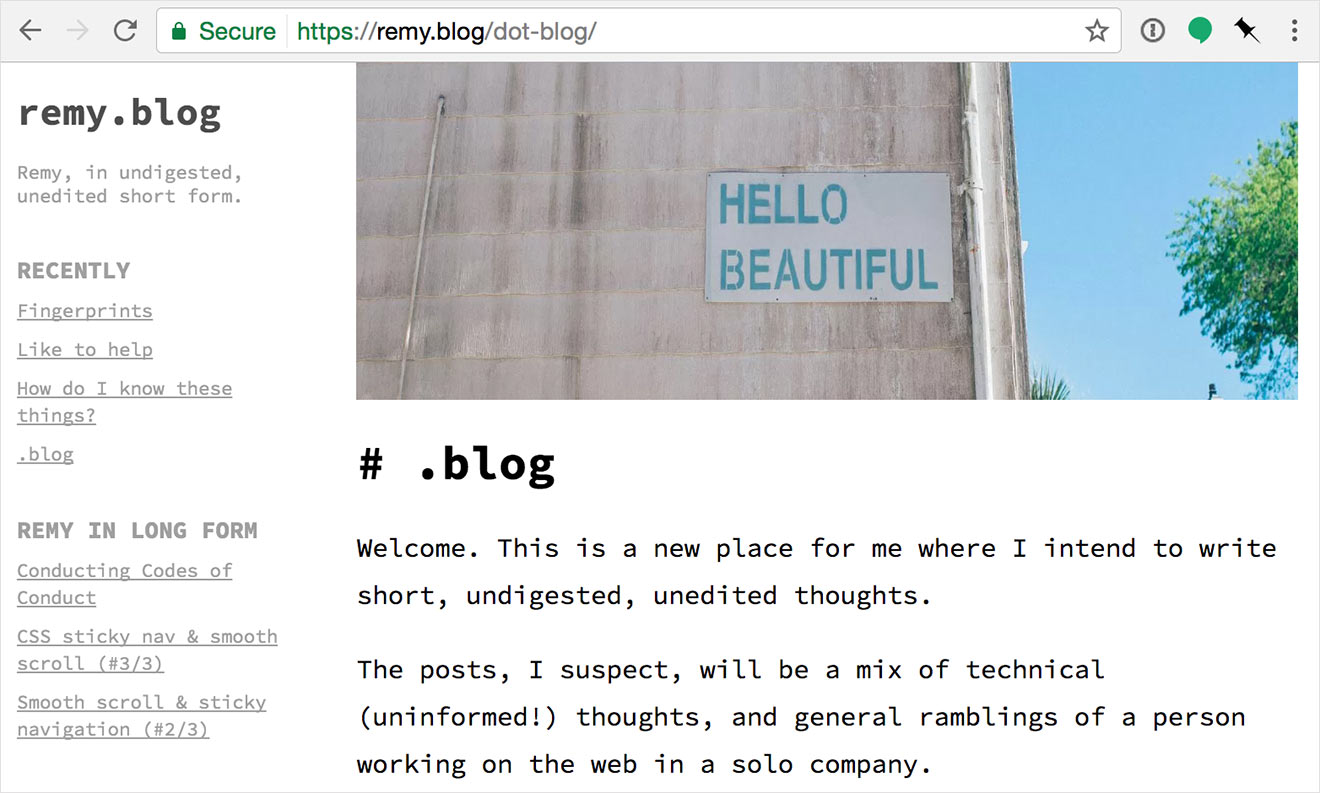 Secure https://remy.blog/dot-blog/
remy.blog
Remy, in undigested,
unedited short form.
RECENTLY
Fingerprints
Like to help
How do I know these
things?
.blog
REMY IN LONG FORM
Conducting Codes of
Conduct
CSS sticky nav & smooth
scroll (#3/3)
Smooth scroll & sticky
navigation (#2/3)
HELLO
BEAUTIFUL
# .blog
Welcome. This is a new place for me where I intend to write
short, undigested, unedited thoughts.
The posts, I suspect, will be a mix of technical
(uninformed!) thoughts, and general ramblings of a person
working on the web in a solo company.